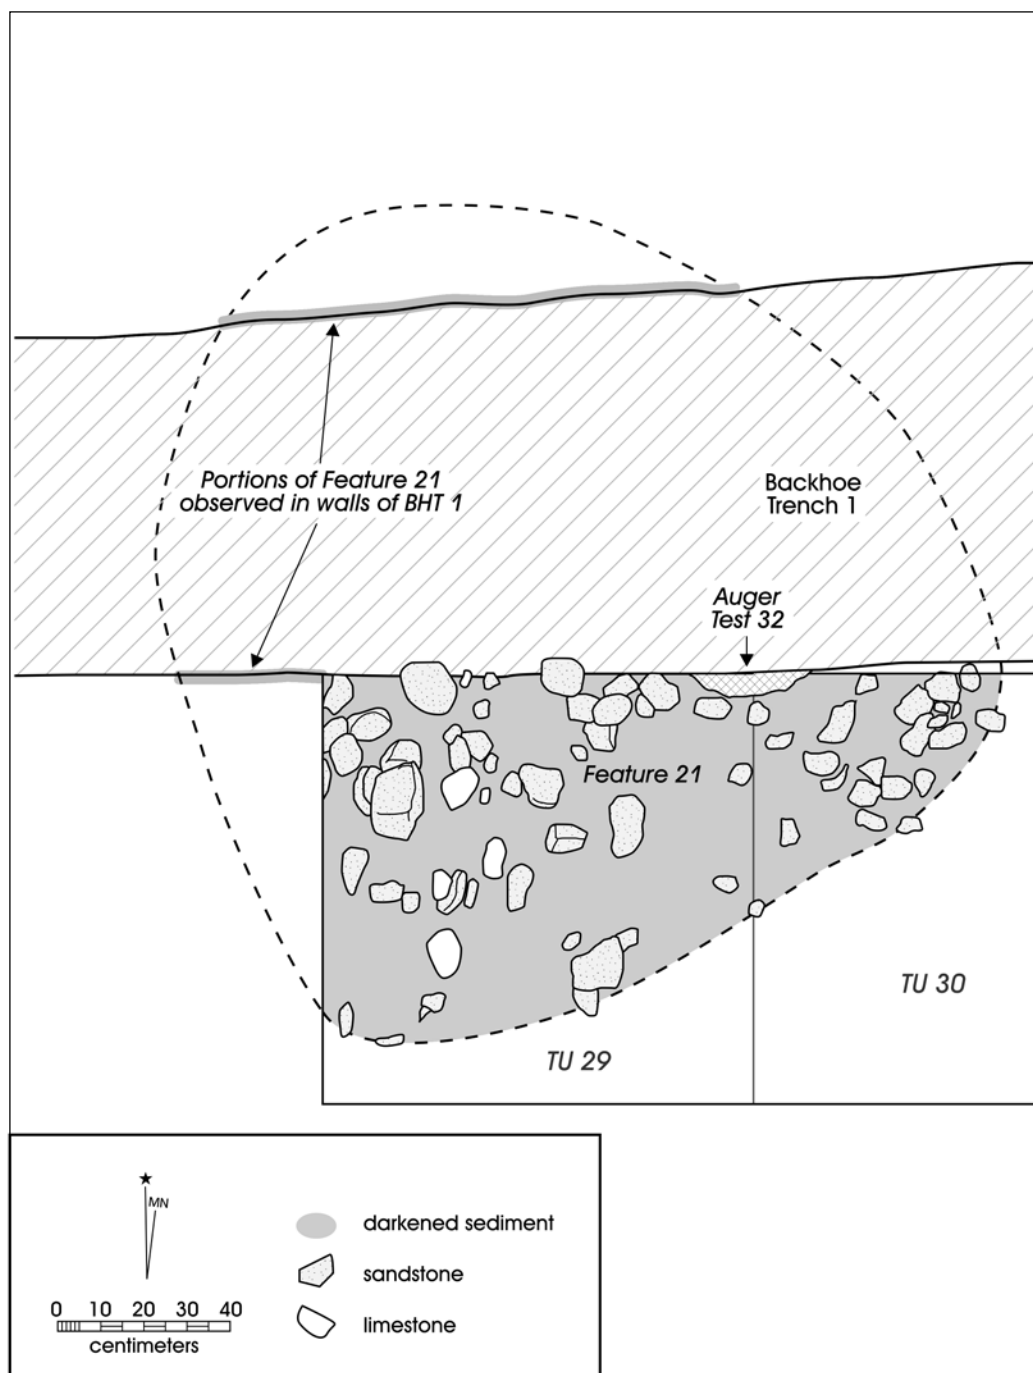 Portions of Feature 21
observed in walls of BHT 1
Backhoe
Trench 1
Auger
Test 32
Feature 21
TU 30
TU 29
MN
0 10 20 30 40
centimeters
darkened sediment
sandstone
limestone